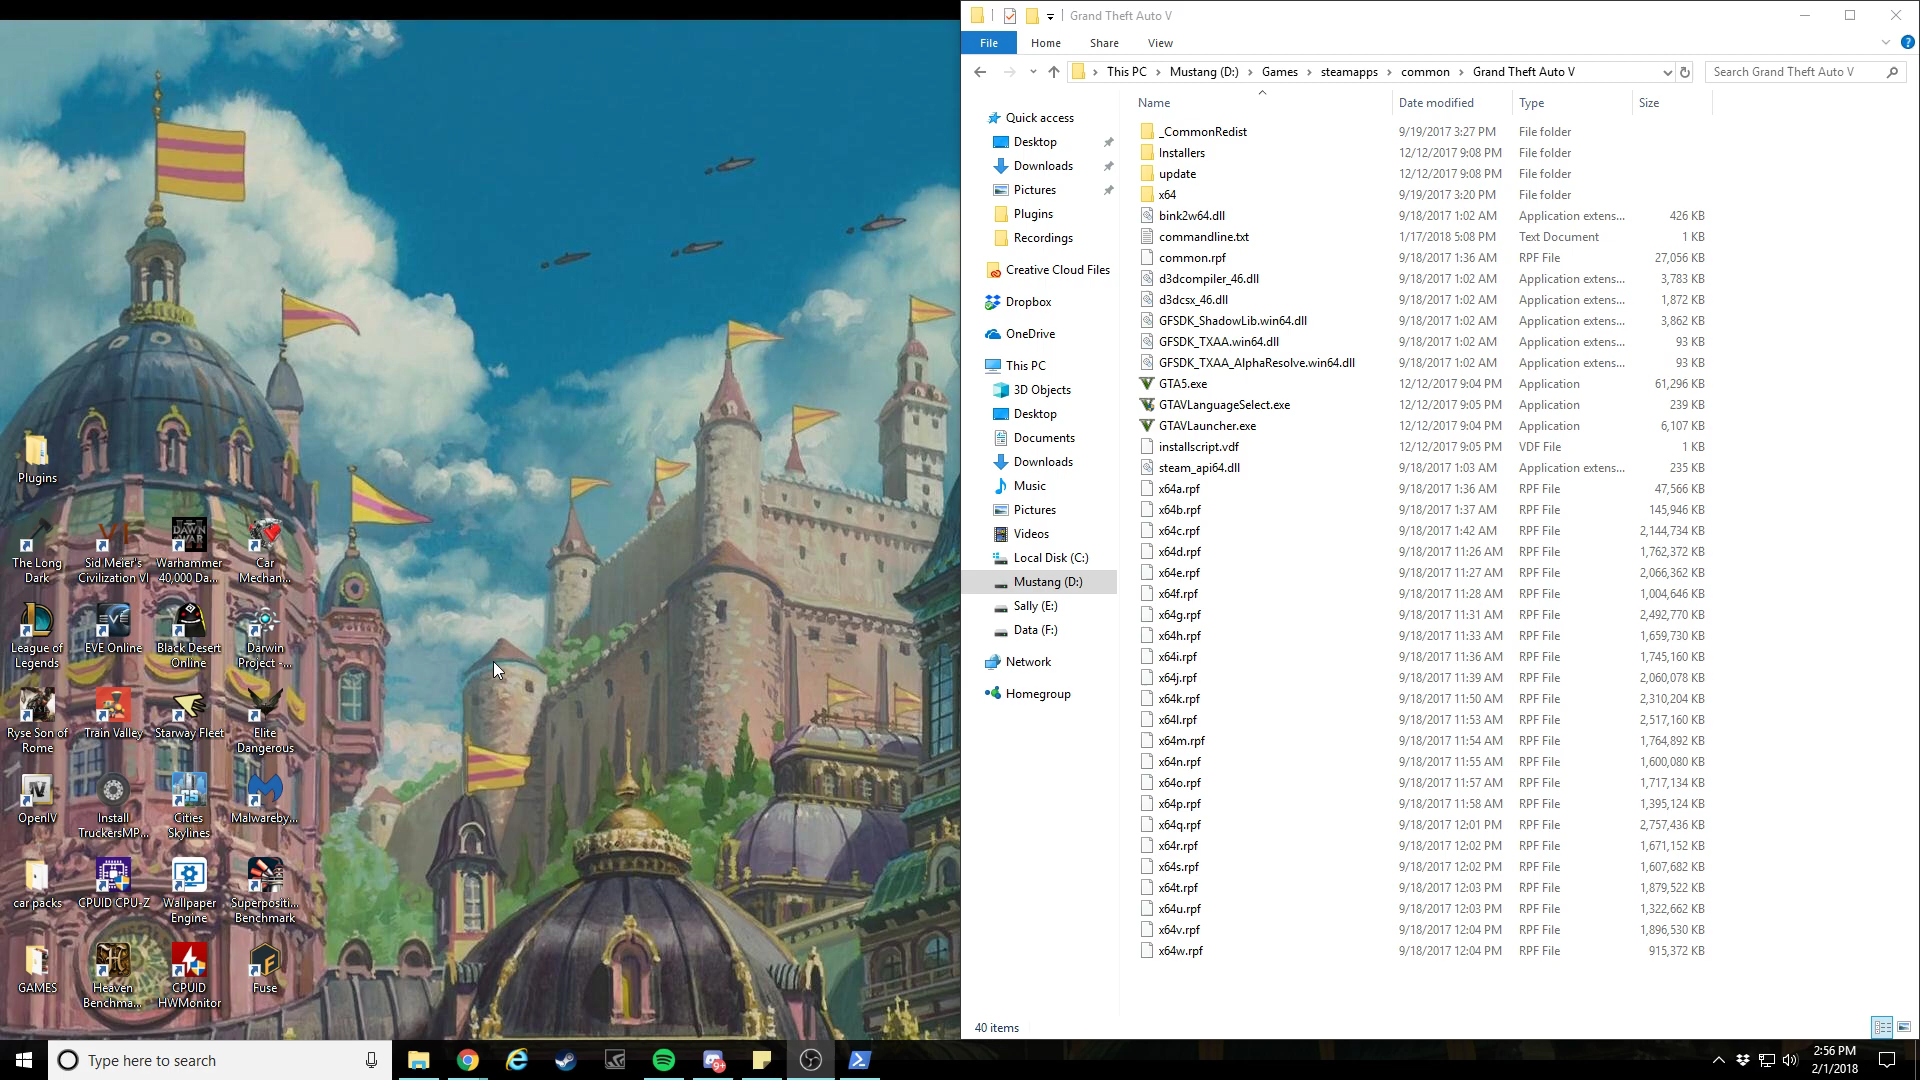 Grand Theft Auto V
File Home Share View
This PC Mustang (D:) Games steamapps common Grand Theft Auto V
Search Grand Theft Auto V
Name Date modified Type Size
Quick access
Desktop
Downloads
Pictures
Plugins
Recordings
Creative Cloud Files
Dropbox
OneDrive
This PC
3D Objects
Desktop
Documents
Downloads
Music
Pictures
Videos
Local Disk (C:)
Mustang (D:)
Sally (E:)
Data (F:)
Network
Homegroup
_CommonRedist 9/19/2017 3:27 PM File folder
Installers 12/12/2017 9:08 PM File folder
update 12/12/2017 9:08 PM File folder
x64 9/19/2017 3:20 PM File folder
bink2w64.dll 9/18/2017 1:02 AM Application extens... 426 KB
commandline.txt 1/17/2018 5:08 PM Text Document 1 KB
common.rpf 9/18/2017 1:36 AM RPF File 27,056 KB
d3dcompiler_46.dll 9/18/2017 1:02 AM Application extens... 3,783 KB
d3dcsx_46.dll 9/18/2017 1:02 AM Application extens... 1,872 KB
GFSDK_ShadowLib.win64.dll 9/18/2017 1:02 AM Application extens... 3,862 KB
GFSDK_TXAA.win64.dll 9/18/2017 1:02 AM Application extens... 93 KB
GFSDK_TXAA_AlphaResolve.win64.dll 9/18/2017 1:02 AM Application extens... 93 KB
GTA5.exe 12/12/2017 9:04 PM Application 61,296 KB
GTAVLanguageSelect.exe 12/12/2017 9:05 PM Application 239 KB
GTAVLauncher.exe 12/12/2017 9:04 PM Application 6,107 KB
installscript.vdf 12/12/2017 9:05 PM VDF File 1 KB
steam_api64.dll 9/18/2017 1:03 AM Application extens... 235 KB
x64a.rpf 9/18/2017 1:36 AM RPF File 47,566 KB
x64b.rpf 9/18/2017 1:37 AM RPF File 145,946 KB
x64c.rpf 9/18/2017 1:42 AM RPF File 2,144,734 KB
x64d.rpf 9/18/2017 11:26 AM RPF File 1,762,372 KB
x64e.rpf 9/18/2017 11:27 AM RPF File 2,066,362 KB
x64f.rpf 9/18/2017 11:28 AM RPF File 1,004,646 KB
x64g.rpf 9/18/2017 11:31 AM RPF File 2,492,770 KB
x64h.rpf 9/18/2017 11:33 AM RPF File 1,659,730 KB
x64i.rpf 9/18/2017 11:36 AM RPF File 1,745,160 KB
x64j.rpf 9/18/2017 11:39 AM RPF File 2,060,078 KB
x64k.rpf 9/18/2017 11:50 AM RPF File 2,310,204 KB
x64l.rpf 9/18/2017 11:53 AM RPF File 2,517,160 KB
x64m.rpf 9/18/2017 11:54 AM RPF File 1,764,892 KB
x64n.rpf 9/18/2017 11:55 AM RPF File 1,600,080 KB
x64o.rpf 9/18/2017 11:57 AM RPF File 1,717,134 KB
x64p.rpf 9/18/2017 11:58 AM RPF File 1,395,124 KB
x64q.rpf 9/18/2017 12:01 PM RPF File 2,757,436 KB
x64r.rpf 9/18/2017 12:02 PM RPF File 1,671,152 KB
x64s.rpf 9/18/2017 12:02 PM RPF File 1,607,682 KB
x64t.rpf 9/18/2017 12:03 PM RPF File 1,879,522 KB
x64u.rpf 9/18/2017 12:03 PM RPF File 1,322,662 KB
x64v.rpf 9/18/2017 12:04 PM RPF File 1,896,530 KB
x64w.rpf 9/18/2017 12:04 PM RPF File 915,372 KB
40 items
Plugins
The Long Dark
Sid Meier's Civilization VI
Warhammer 40,000 Da...
Car Mechan...
League of Legends
EVE Online
Black Desert Online
Darwin Project -...
Ryse Son of Rome
Train Valley
Starway Fleet
Elite Dangerous
OpenIV
Install TruckersMP...
Cities Skylines
Malwareby...
car packs
CPUID CPU-Z
Wallpaper Engine
Superpositi... Benchmark
GAMES
Heaven Benchma...
CPUID HWMonitor
Fuse
Type here to search
2:56 PM
2/1/2018